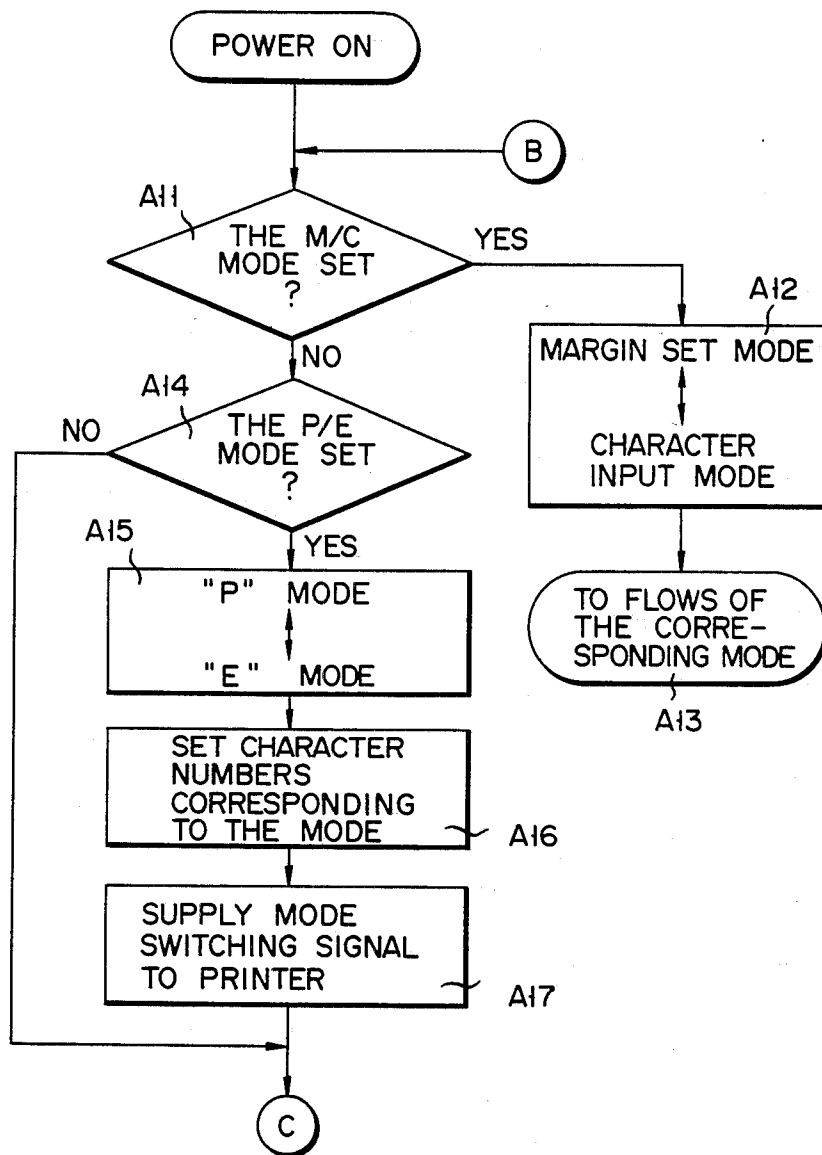 POWER ON
B
A11
THE M/C
MODE SET
?
YES
NO
A12
MARGIN SET MODE
CHARACTER
INPUT MODE
TO FLOWS OF
THE CORRE-
SPONDING MODE
A13
A14
THE P/E
MODE SET
?
NO
YES
A15
"P" MODE
"E" MODE
SET CHARACTER
NUMBERS
CORRESPONDING
TO THE MODE
A16
SUPPLY MODE
SWITCHING SIGNAL
TO PRINTER
A17
C